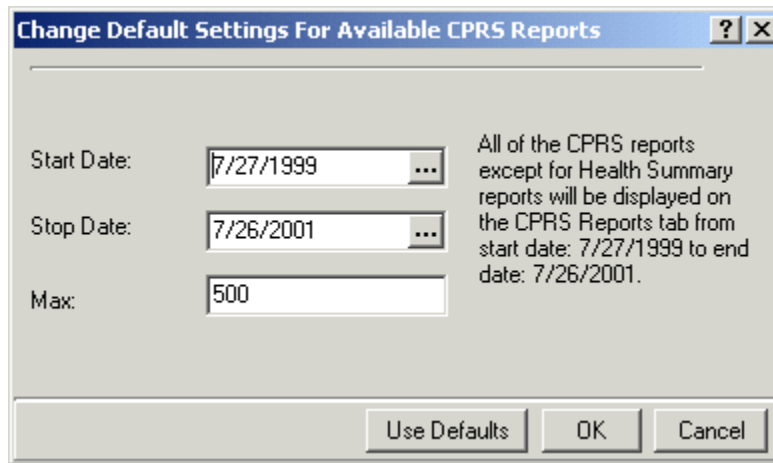 Change Default Settings For Available CPRS Reports
? X
Start Date:
7/27/1999 ...
Stop Date:
7/26/2001 ...
Max:
500
All of the CPRS reports
except for Health Summary
reports will be displayed on
the CPRS Reports tab from
start date: 7/27/1999 to end
date: 7/26/2001.
Use Defaults OK Cancel